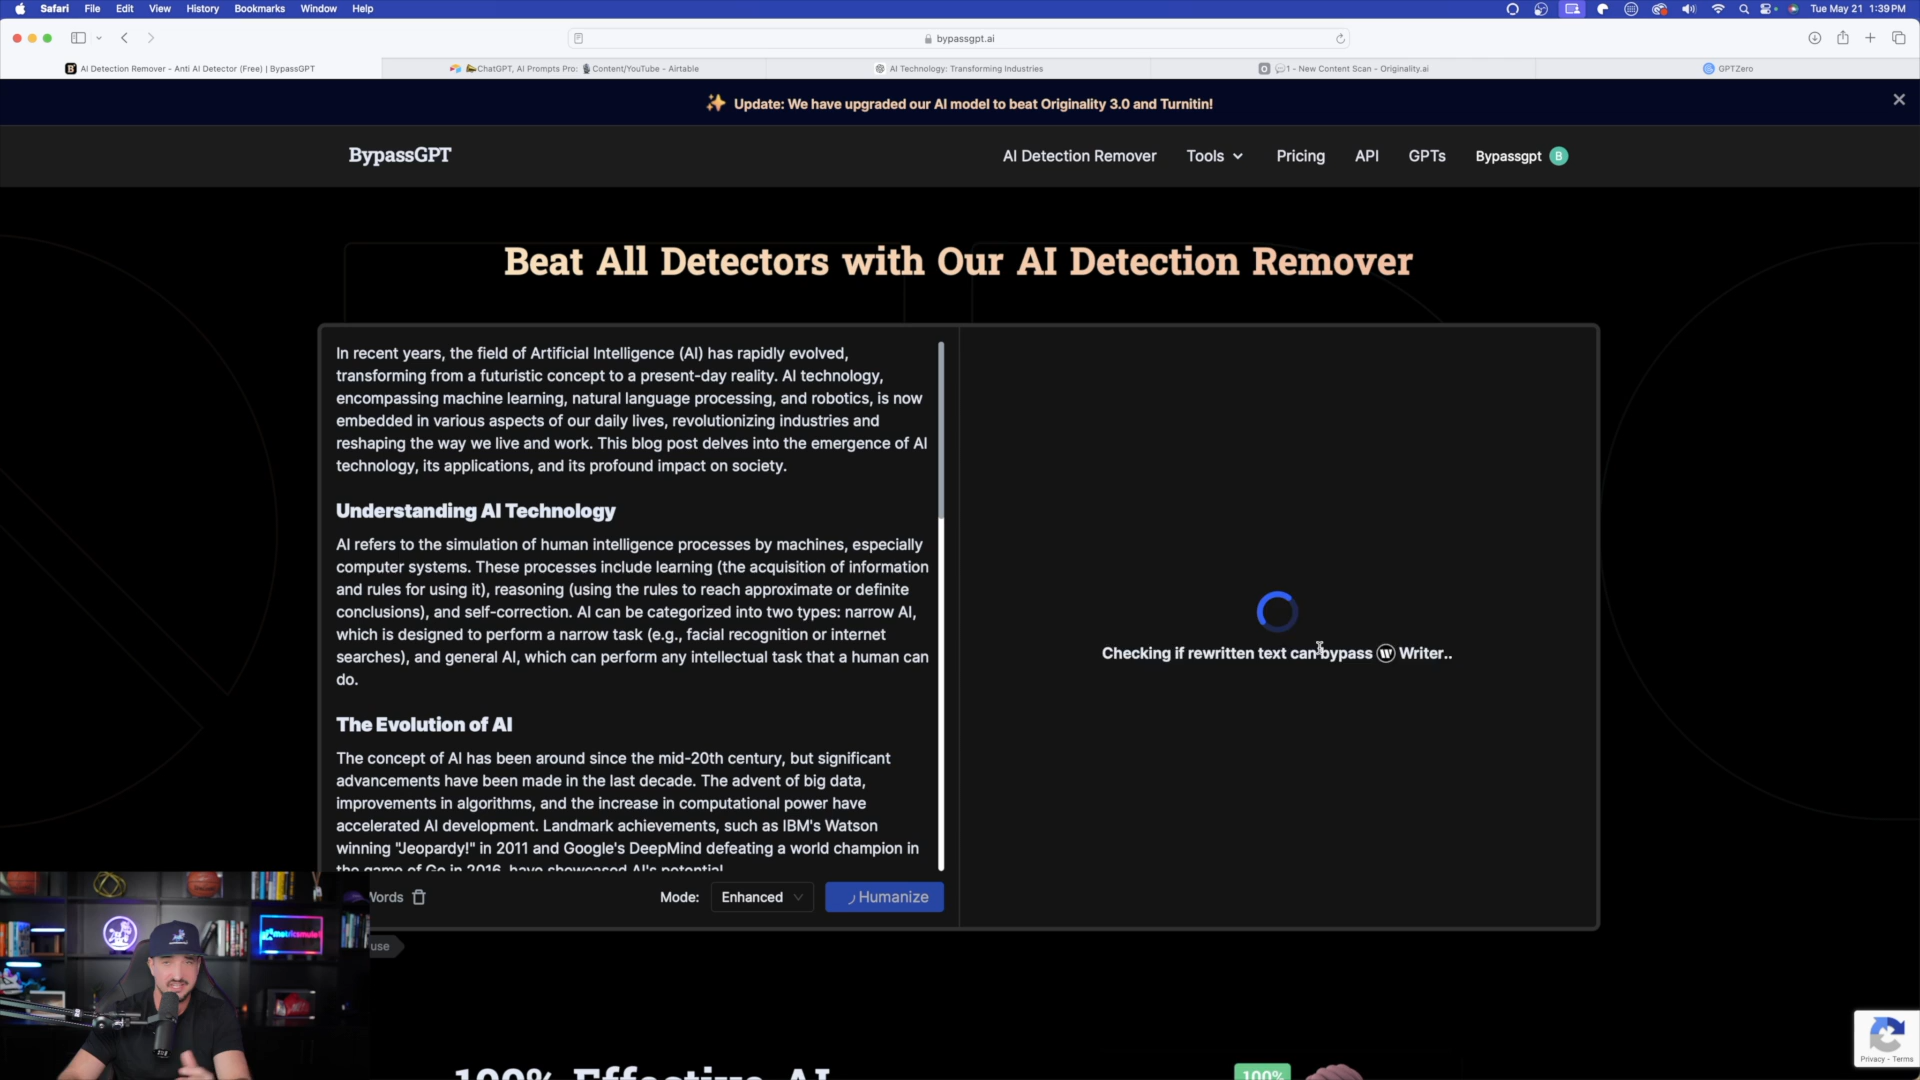 Safari File Edit View History Bookmarks Window Help
Tue May 21 1:39 PM
bypassgpt.ai
AI Detection Remover - Anti AI Detector (Free) | BypassGPT
ChatGPT, AI Prompts Pro: Content/YouTube - Airtable
AI Technology: Transforming Industries
1 - New Content Scan - Originality.ai
GPTZero
Update: We have upgraded our AI model to beat Originality 3.0 and Turnitin!
BypassGPT
AI Detection Remover Tools Pricing API GPTs Bypassgpt B
Beat All Detectors with Our AI Detection Remover
In recent years, the field of Artificial Intelligence (AI) has rapidly evolved,
transforming from a futuristic concept to a present-day reality. AI technology,
encompassing machine learning, natural language processing, and robotics, is now
embedded in various aspects of our daily lives, revolutionizing industries and
reshaping the way we live and work. This blog post delves into the emergence of AI
technology, its applications, and its profound impact on society.
Understanding AI Technology
AI refers to the simulation of human intelligence processes by machines, especially
computer systems. These processes include learning (the acquisition of information
and rules for using it), reasoning (using the rules to reach approximate or definite
conclusions), and self-correction. AI can be categorized into two types: narrow AI,
which is designed to perform a narrow task (e.g., facial recognition or internet
searches), and general AI, which can perform any intellectual task that a human can
do.
The Evolution of AI
The concept of AI has been around since the mid-20th century, but significant
advancements have been made in the last decade. The advent of big data,
improvements in algorithms, and the increase in computational power have
accelerated AI development. Landmark achievements, such as IBM's Watson
winning "Jeopardy!" in 2011 and Google's DeepMind defeating a world champion in
the game of Go in 2016, have showcased AI's potential.
Checking if rewritten text can bypass W Writer..
Words
Mode: Enhanced
Humanize
use
metricsmule
100% Effective AI
100%
Privacy - Terms